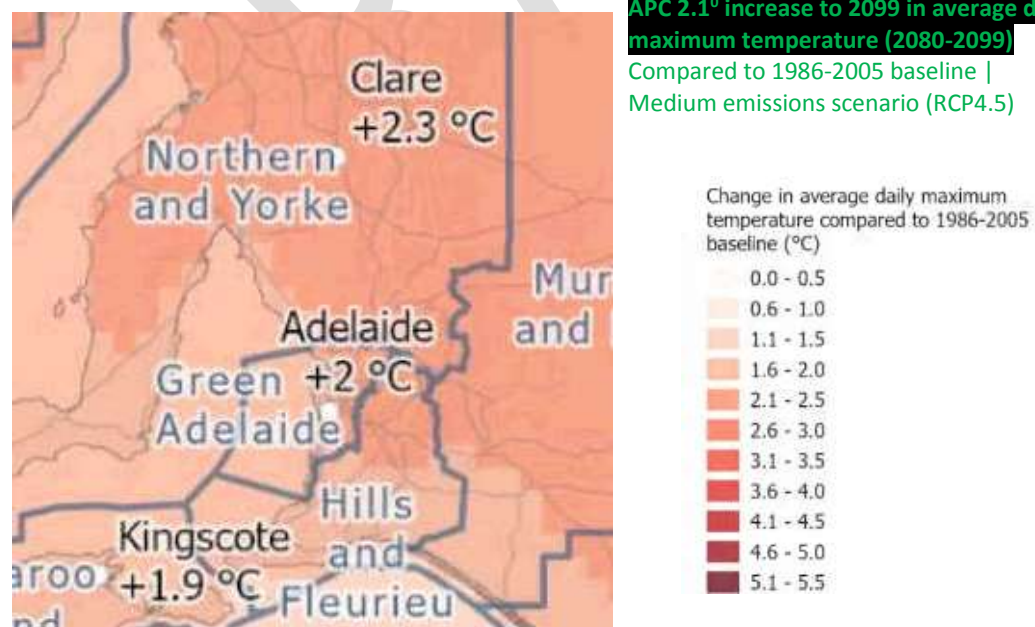 APC 2.1⁰ increase to 2099 in average d
maximum temperature (2080-2099)
Compared to 1986-2005 baseline |
Medium emissions scenario (RCP4.5)
Clare
+2.3 °C
Northern
and Yorke
Mur
and
Adelaide
+2 °C
Green
Adelaide
Hills
and
Fleurieu
Kingscote
+1.9 °C
aroo
nd
Change in average daily maximum
temperature compared to 1986-2005
baseline (°C)
0.0 - 0.5
0.6 - 1.0
1.1 - 1.5
1.6 - 2.0
2.1 - 2.5
2.6 - 3.0
3.1 - 3.5
3.6 - 4.0
4.1 - 4.5
4.6 - 5.0
5.1 - 5.5